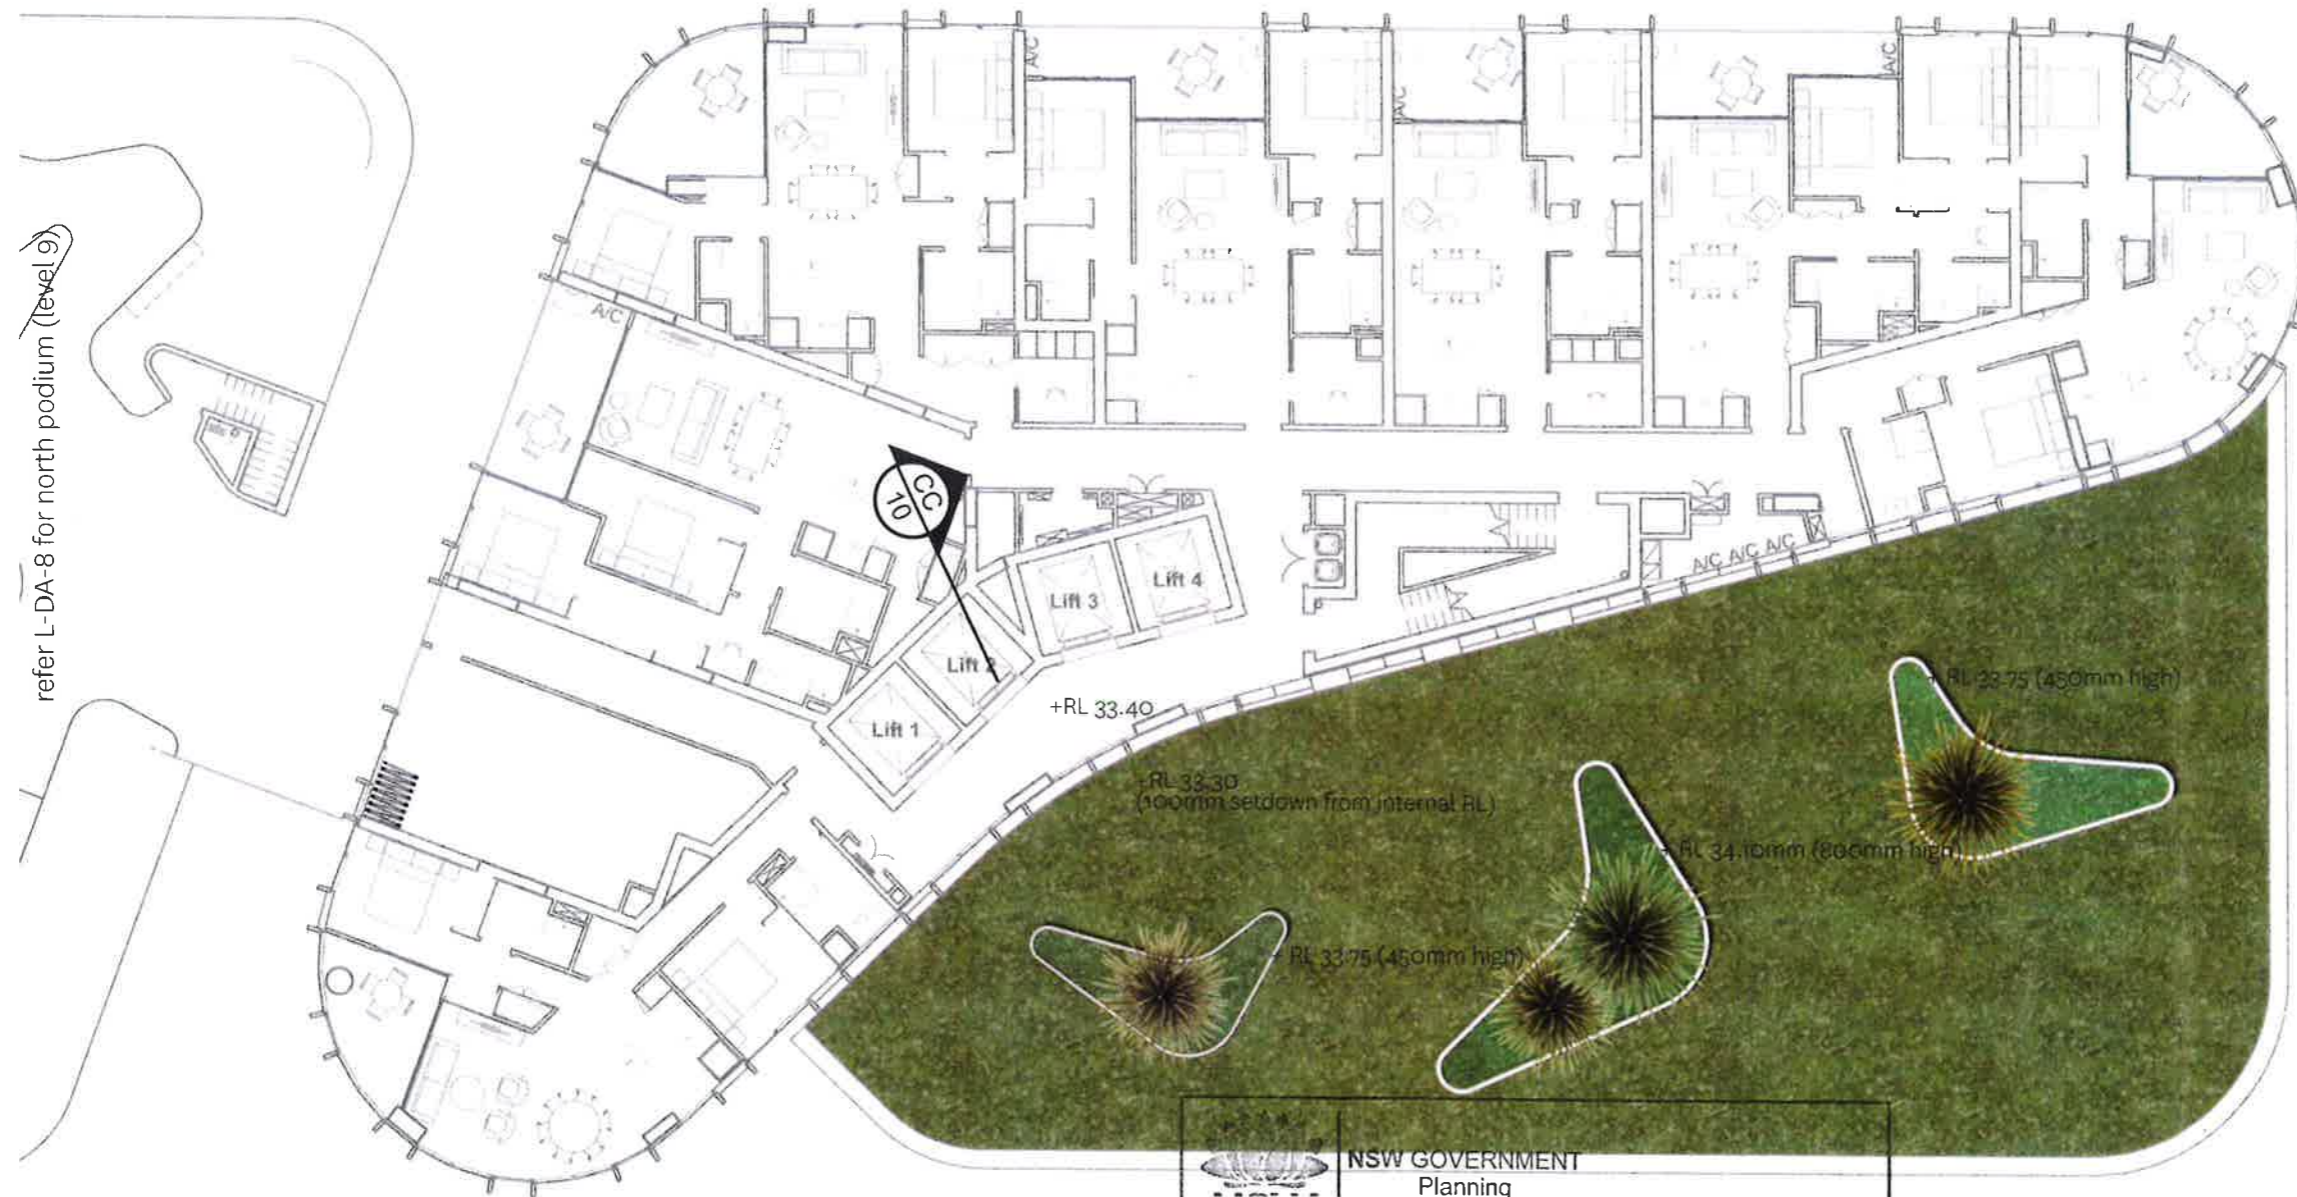 refer L-DA-8 for north podium (level 9)
A/C
A/C
A/C
A/C
CC
10
Lift 4
Lift 3
Lift 2
Lift 1
A/C A/C A/C
+RL 33.40
+RL 33.30
(100mm setdown from internal RL)
+ RL 33.75 (450mm high)
+ RL 34.10mm (800mm high)
+ RL 33.75 (450mm high)
NSW GOVERNMENT
Planning